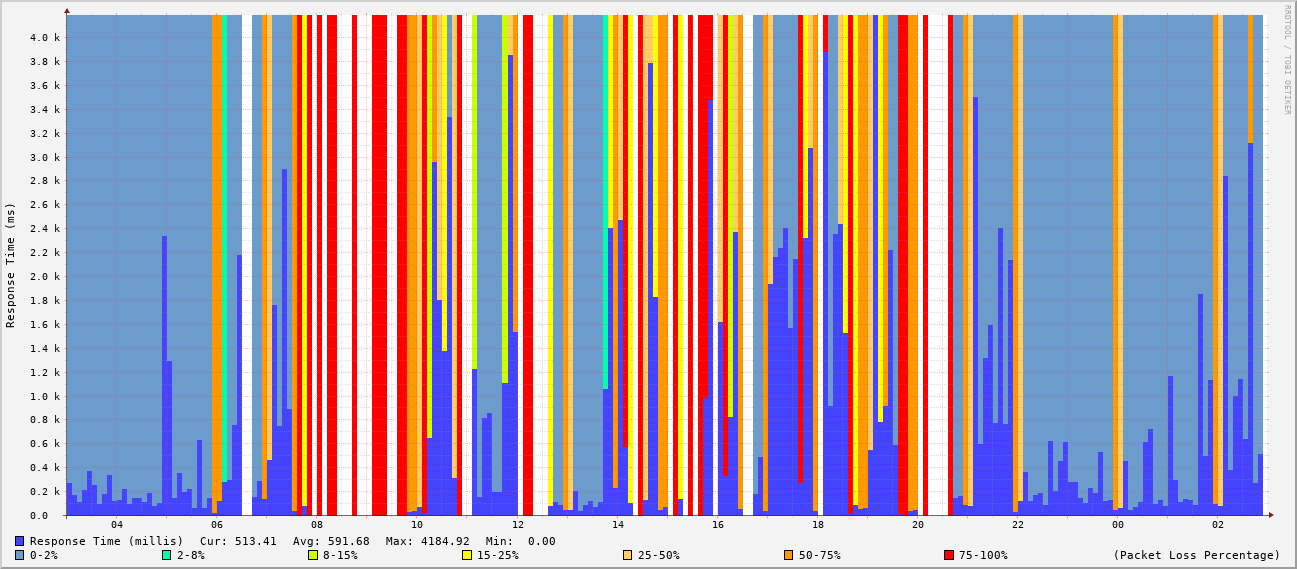 RRDTOOL / TOBI OETIKER
Response Time (ms)
4.0 k
3.8 k
3.6 k
3.4 k
3.2 k
3.0 k
2.8 k
2.6 k
2.4 k
2.2 k
2.0 k
1.8 k
1.6 k
1.4 k
1.2 k
1.0 k
0.8 k
0.6 k
0.4 k
0.2 k
0.0
04 06 08 10 12 14 16 18 20 22 00 02
Response Time (millis) Cur: 513.41 Avg: 591.68 Max: 4184.92 Min: 0.00
0-2% 2-8% 8-15% 15-25% 25-50% 50-75% 75-100% (Packet Loss Percentage)